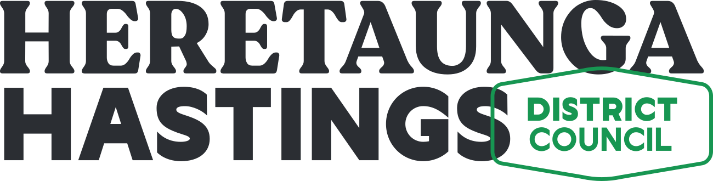 HERETAUNGA
HASTINGS
DISTRICT
COUNCIL